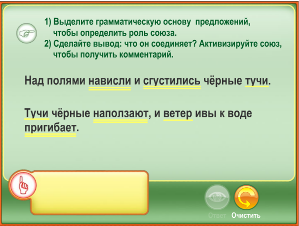 1) Выделите грамматическую основу предложений,
чтобы определить роль союза.
2) Сделайте вывод: что он соединяет? Активизируйте союз,
чтобы получить комментарий.
Над полями нависли и сгустились чёрные тучи.
Тучи чёрные наползают, и ветер ивы к воде
пригибает.
Очистить